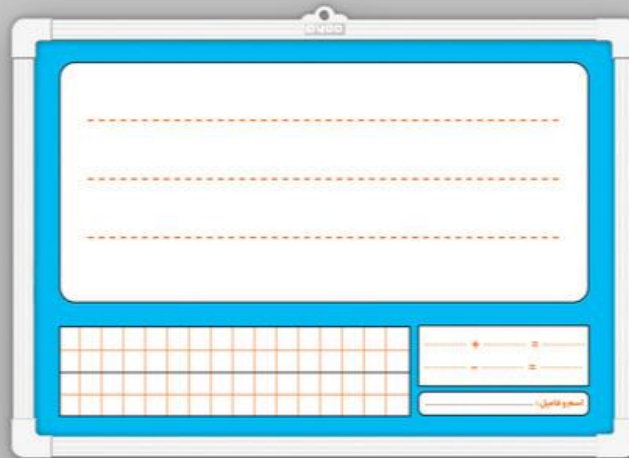 + =
- =
اسم و فامیل: